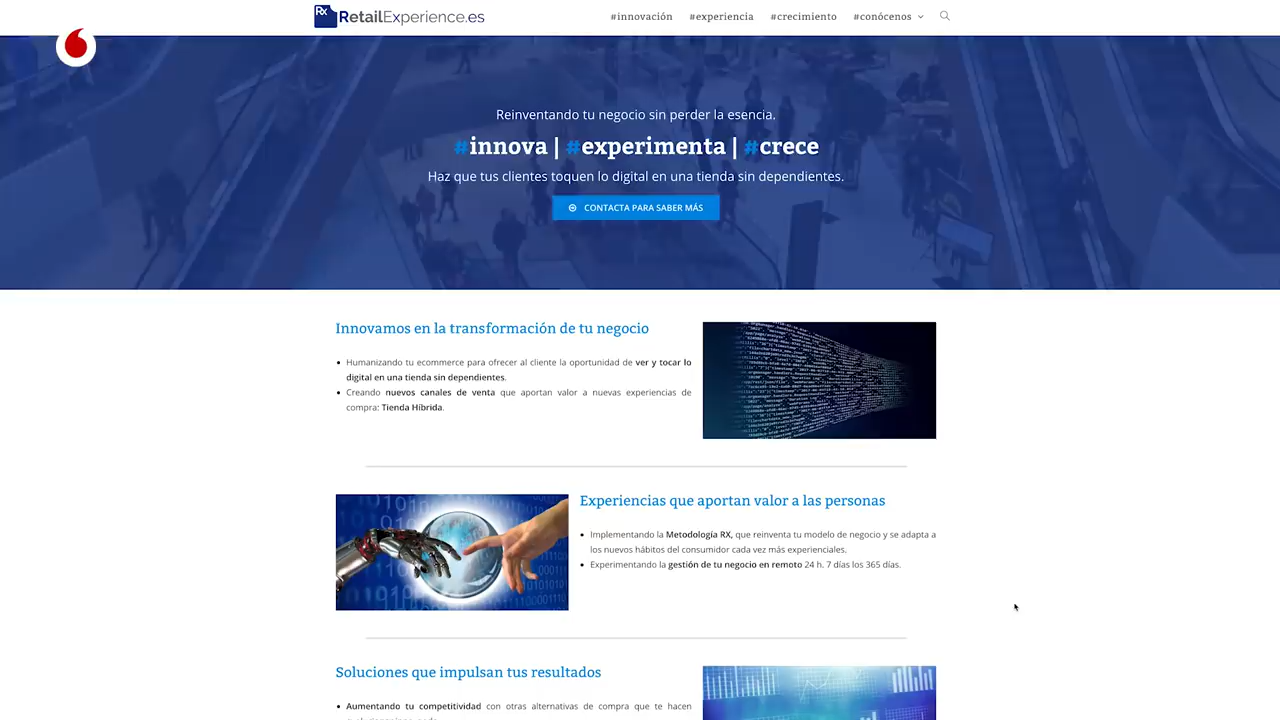 Rx RetailExperience.es
#innovación #experiencia #crecimiento #conócenos
Reinventando tu negocio sin perder la esencia.
#innova | #experimenta | #crece
Haz que tus clientes toquen lo digital en una tienda sin dependientes.
CONTACTA PARA SABER MÁS
Innovamos en la transformación de tu negocio
Humanizando tu ecommerce para ofrecer al cliente la oportunidad de ver y tocar lo
digital en una tienda sin dependientes.
Creando nuevos canales de venta que aportan valor a nuevas experiencias de
compra: Tienda Híbrida.
Experiencias que aportan valor a las personas
Implementando la Metodología RX, que reinventa tu modelo de negocio y se adapta a
los nuevos hábitos del consumidor cada vez más experienciales.
Experimentando la gestión de tu negocio en remoto 24 h. 7 días los 365 días.
Soluciones que impulsan tus resultados
Aumentando tu competitividad con otras alternativas de compra que te hacen